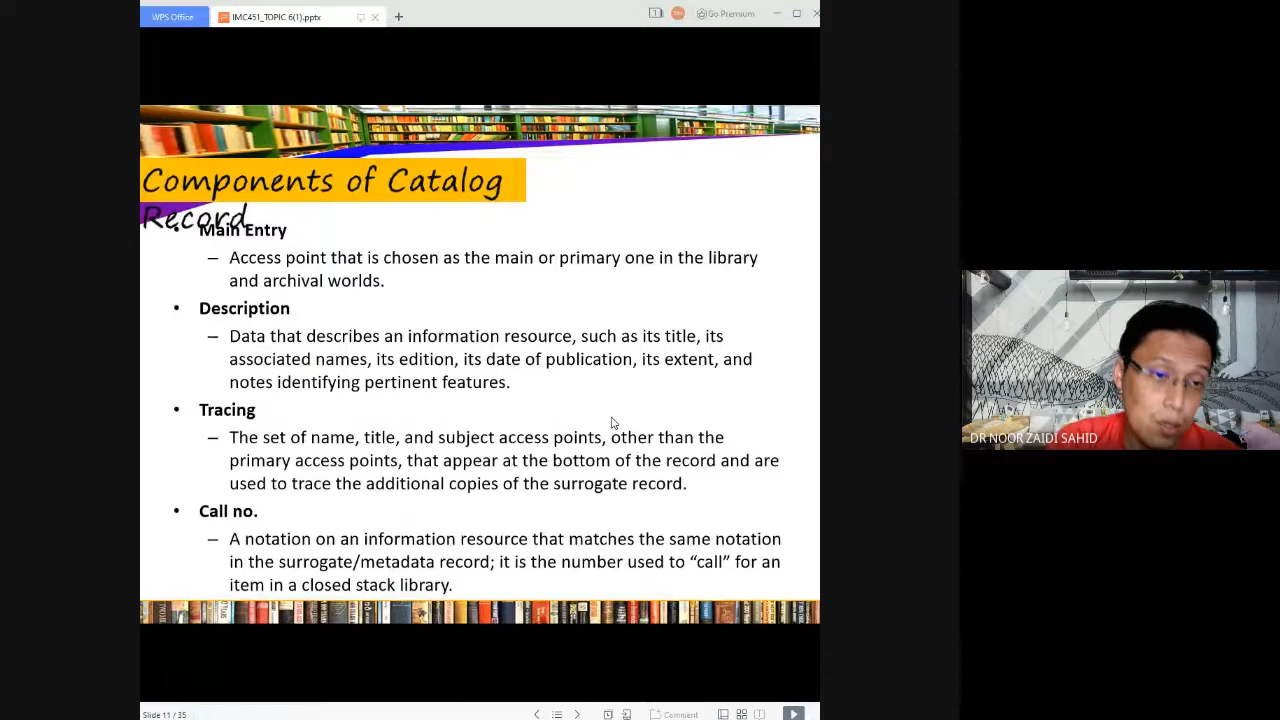 WPS Office
IMC451_TOPIC 6(1).pptx
1
Go Premium
Components of Catalog
Record
• Main Entry
– Access point that is chosen as the main or primary one in the library
and archival worlds.
• Description
– Data that describes an information resource, such as its title, its
associated names, its edition, its date of publication, its extent, and
notes identifying pertinent features.
• Tracing
– The set of name, title, and subject access points, other than the
primary access points, that appear at the bottom of the record and are
used to trace the additional copies of the surrogate record.
• Call no.
– A notation on an information resource that matches the same notation
in the surrogate/metadata record; it is the number used to “call” for an
item in a closed stack library.
DR NOOR ZAIDI SAHID
Slide 11 / 35
Comment